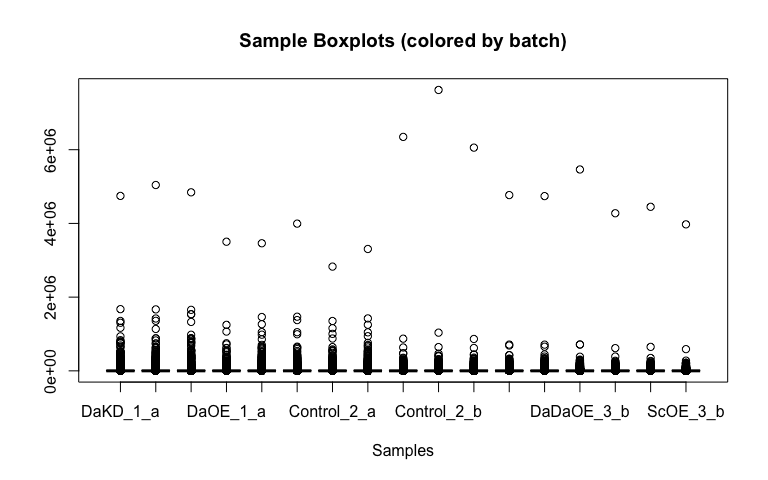 Sample Boxplots (colored by batch)
6e+06
4e+06
2e+06
0e+00
DaKD_1_a DaOE_1_a Control_2_a Control_2_b DaDaOE_3_b ScOE_3_b
Samples